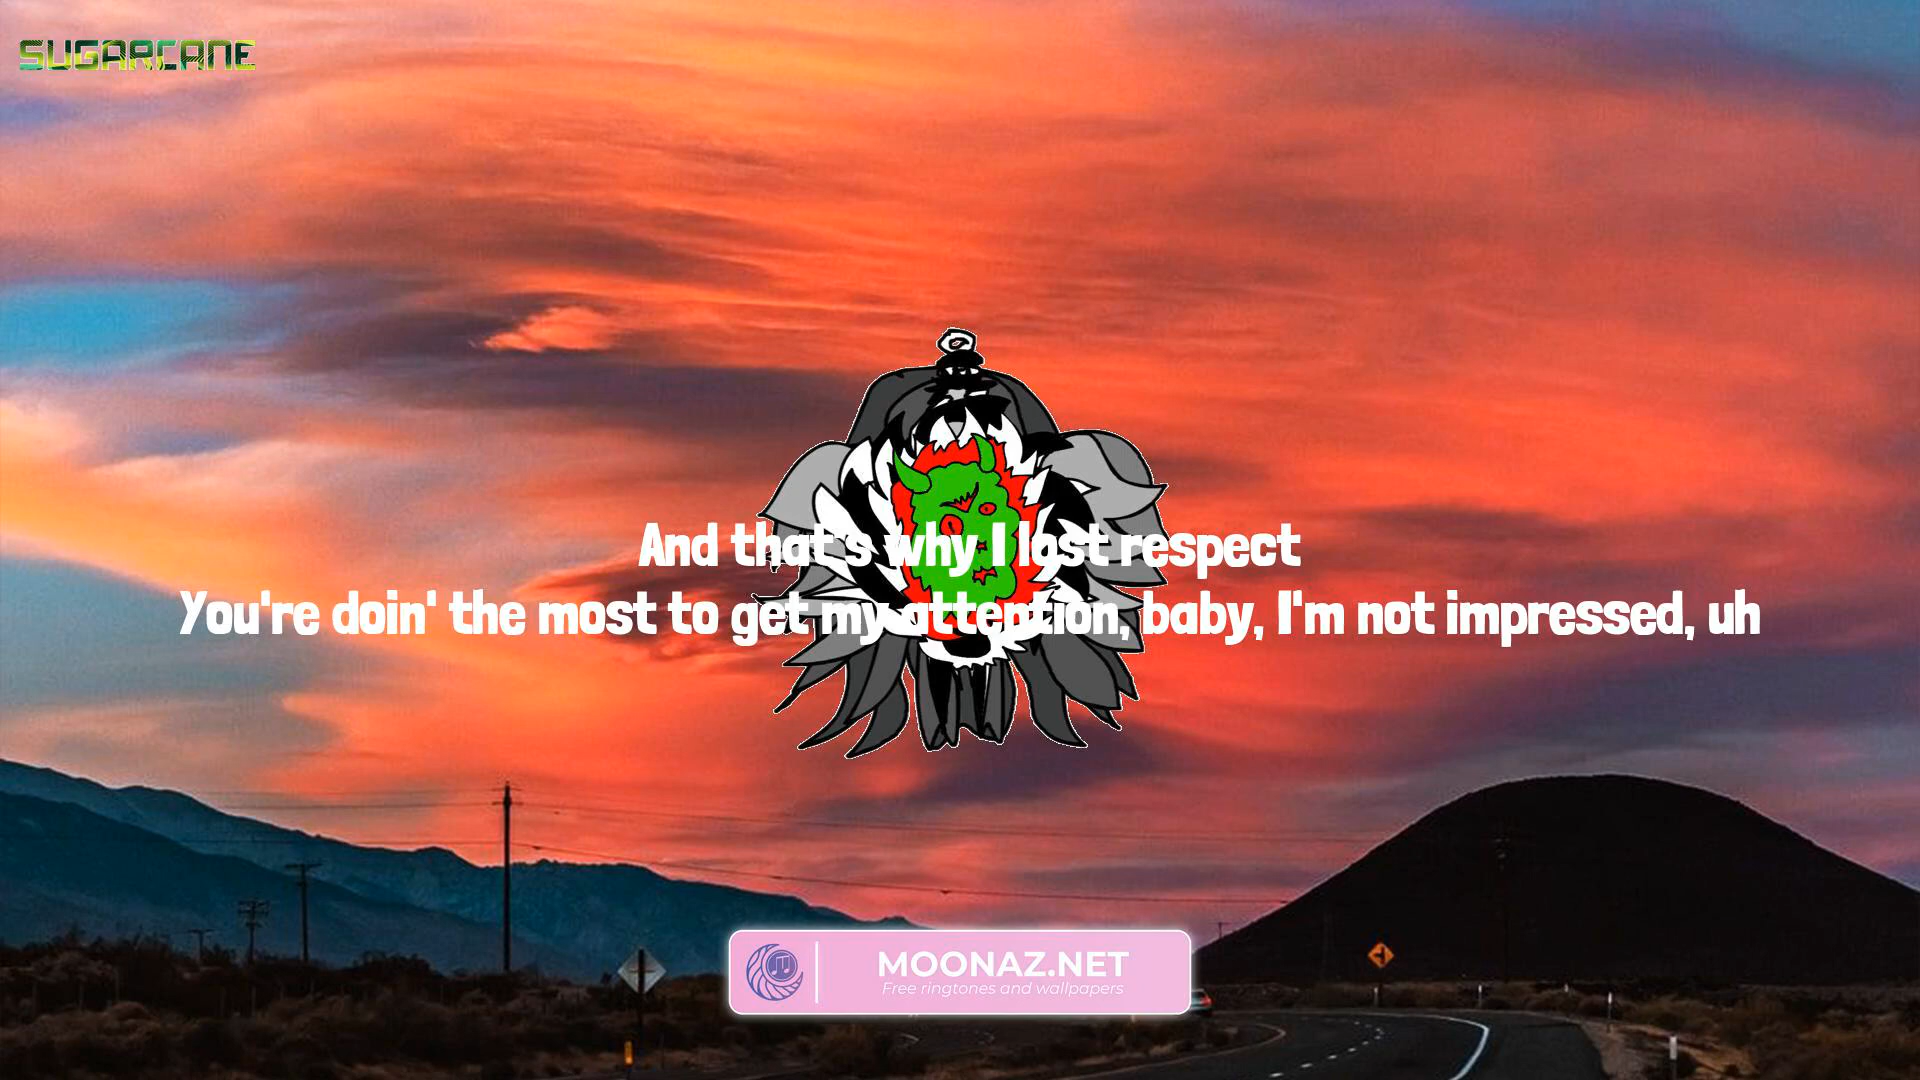 SUGARCANE
And that's why I lost respect
You're doin' the most to get my attention, baby, I'm not impressed, uh
MOONAZ.NET
Free ringtones and wallpapers